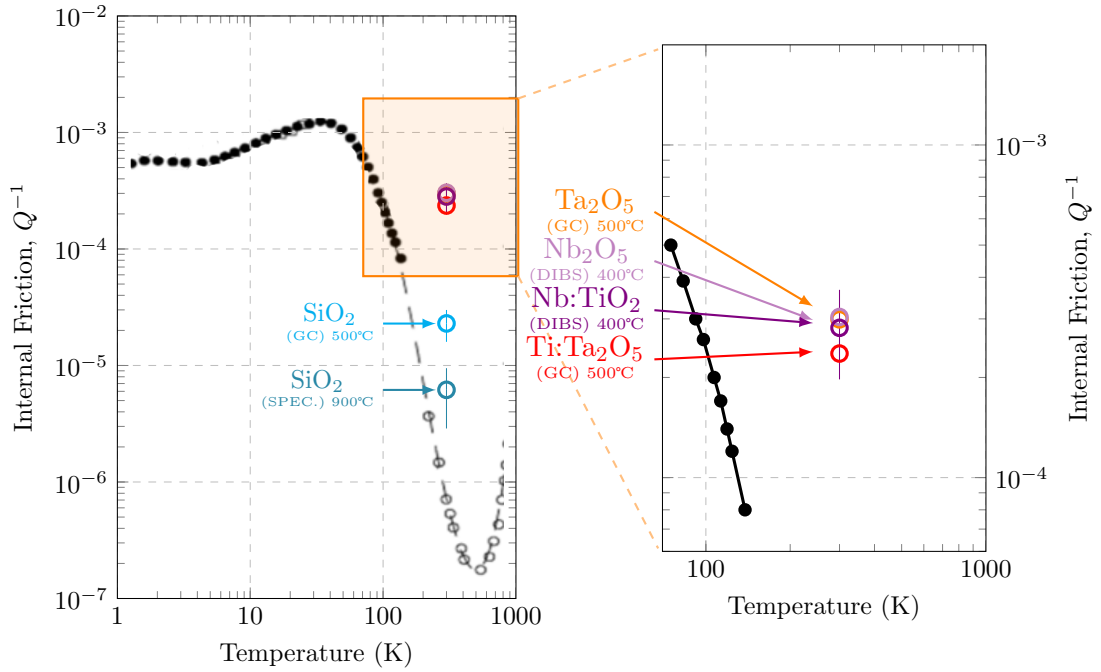 10⁻²
10⁻³
10⁻⁴
10⁻⁵
10⁻⁶
10⁻⁷
1
10
100
1000
Temperature (K)
Internal Friction, Q⁻¹
SiO₂
(GC) 500℃
SiO₂
(SPEC.) 900℃
Ta₂O₅
(GC) 500℃
Nb₂O₅
(DIBS) 400℃
Nb:TiO₂
(DIBS) 400℃
Ti:Ta₂O₅
(GC) 500℃
10⁻³
10⁻⁴
100
1000
Temperature (K)
Internal Friction, Q⁻¹